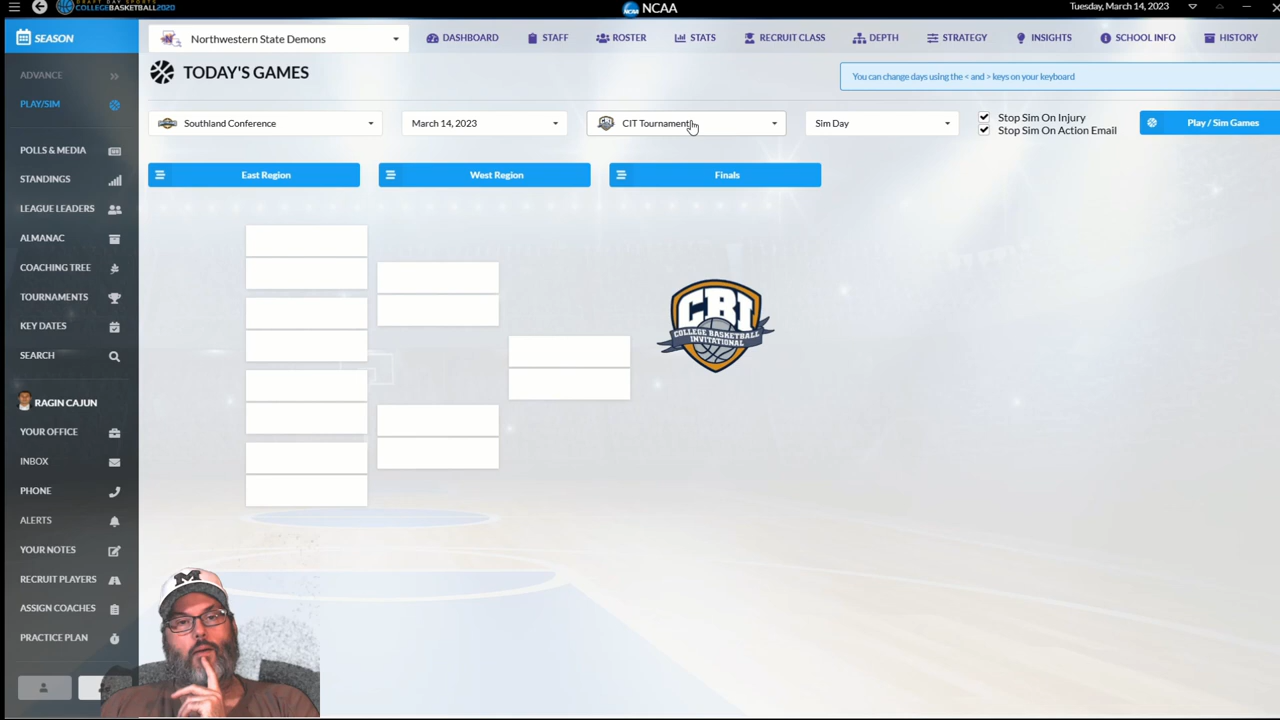 DRAFT DAY SPORTS
COLLEGE BASKETBALL 2020
NCAA
Tuesday, March 14, 2023
SEASON
Northwestern State Demons
DASHBOARD
STAFF
ROSTER
STATS
RECRUIT CLASS
DEPTH
STRATEGY
INSIGHTS
SCHOOL INFO
HISTORY
ADVANCE
TODAY'S GAMES
You can change days using the < and > keys on your keyboard
PLAY/SIM
Southland Conference
March 14, 2023
CIT Tournament
Sim Day
Stop Sim On Injury
Stop Sim On Action Email
Play / Sim Games
POLLS & MEDIA
STANDINGS
LEAGUE LEADERS
ALMANAC
COACHING TREE
TOURNAMENTS
KEY DATES
SEARCH
East Region
West Region
Finals
CBI
COLLEGE BASKETBALL
INVITATIONAL
RAGIN CAJUN
YOUR OFFICE
INBOX
PHONE
ALERTS
YOUR NOTES
RECRUIT PLAYERS
ASSIGN COACHES
PRACTICE PLAN
M